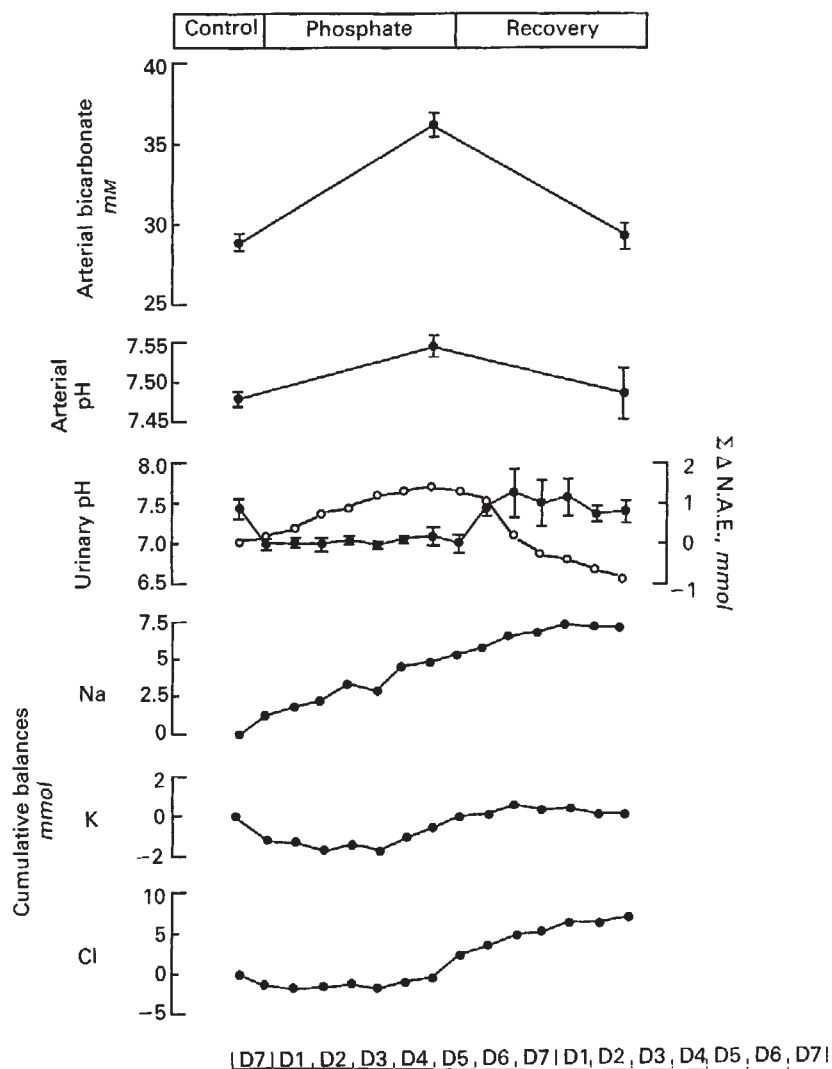 Control Phosphate Recovery
40
35
30
25
Arterial bicarbonate
mM
7.55
7.50
7.45
Arterial
pH
8.0
7.5
7.0
6.5
Urinary pH
2
1
0
−1
Σ Δ N.A.E., mmol
7.5
5
2.5
0
Na
2
0
−2
K
10
5
0
−5
Cl
Cumulative balances
mmol
D7 D1 D2 D3 D4 D5 D6 D7 D1 D2 D3 D4 D5 D6 D7